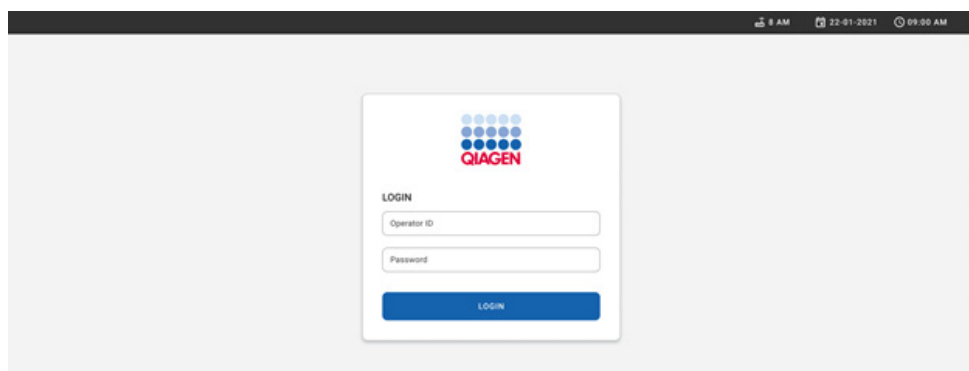 8 AM 22-01-2021 09:00 AM
QIAGEN
LOGIN
Operator ID
Password
LOGIN